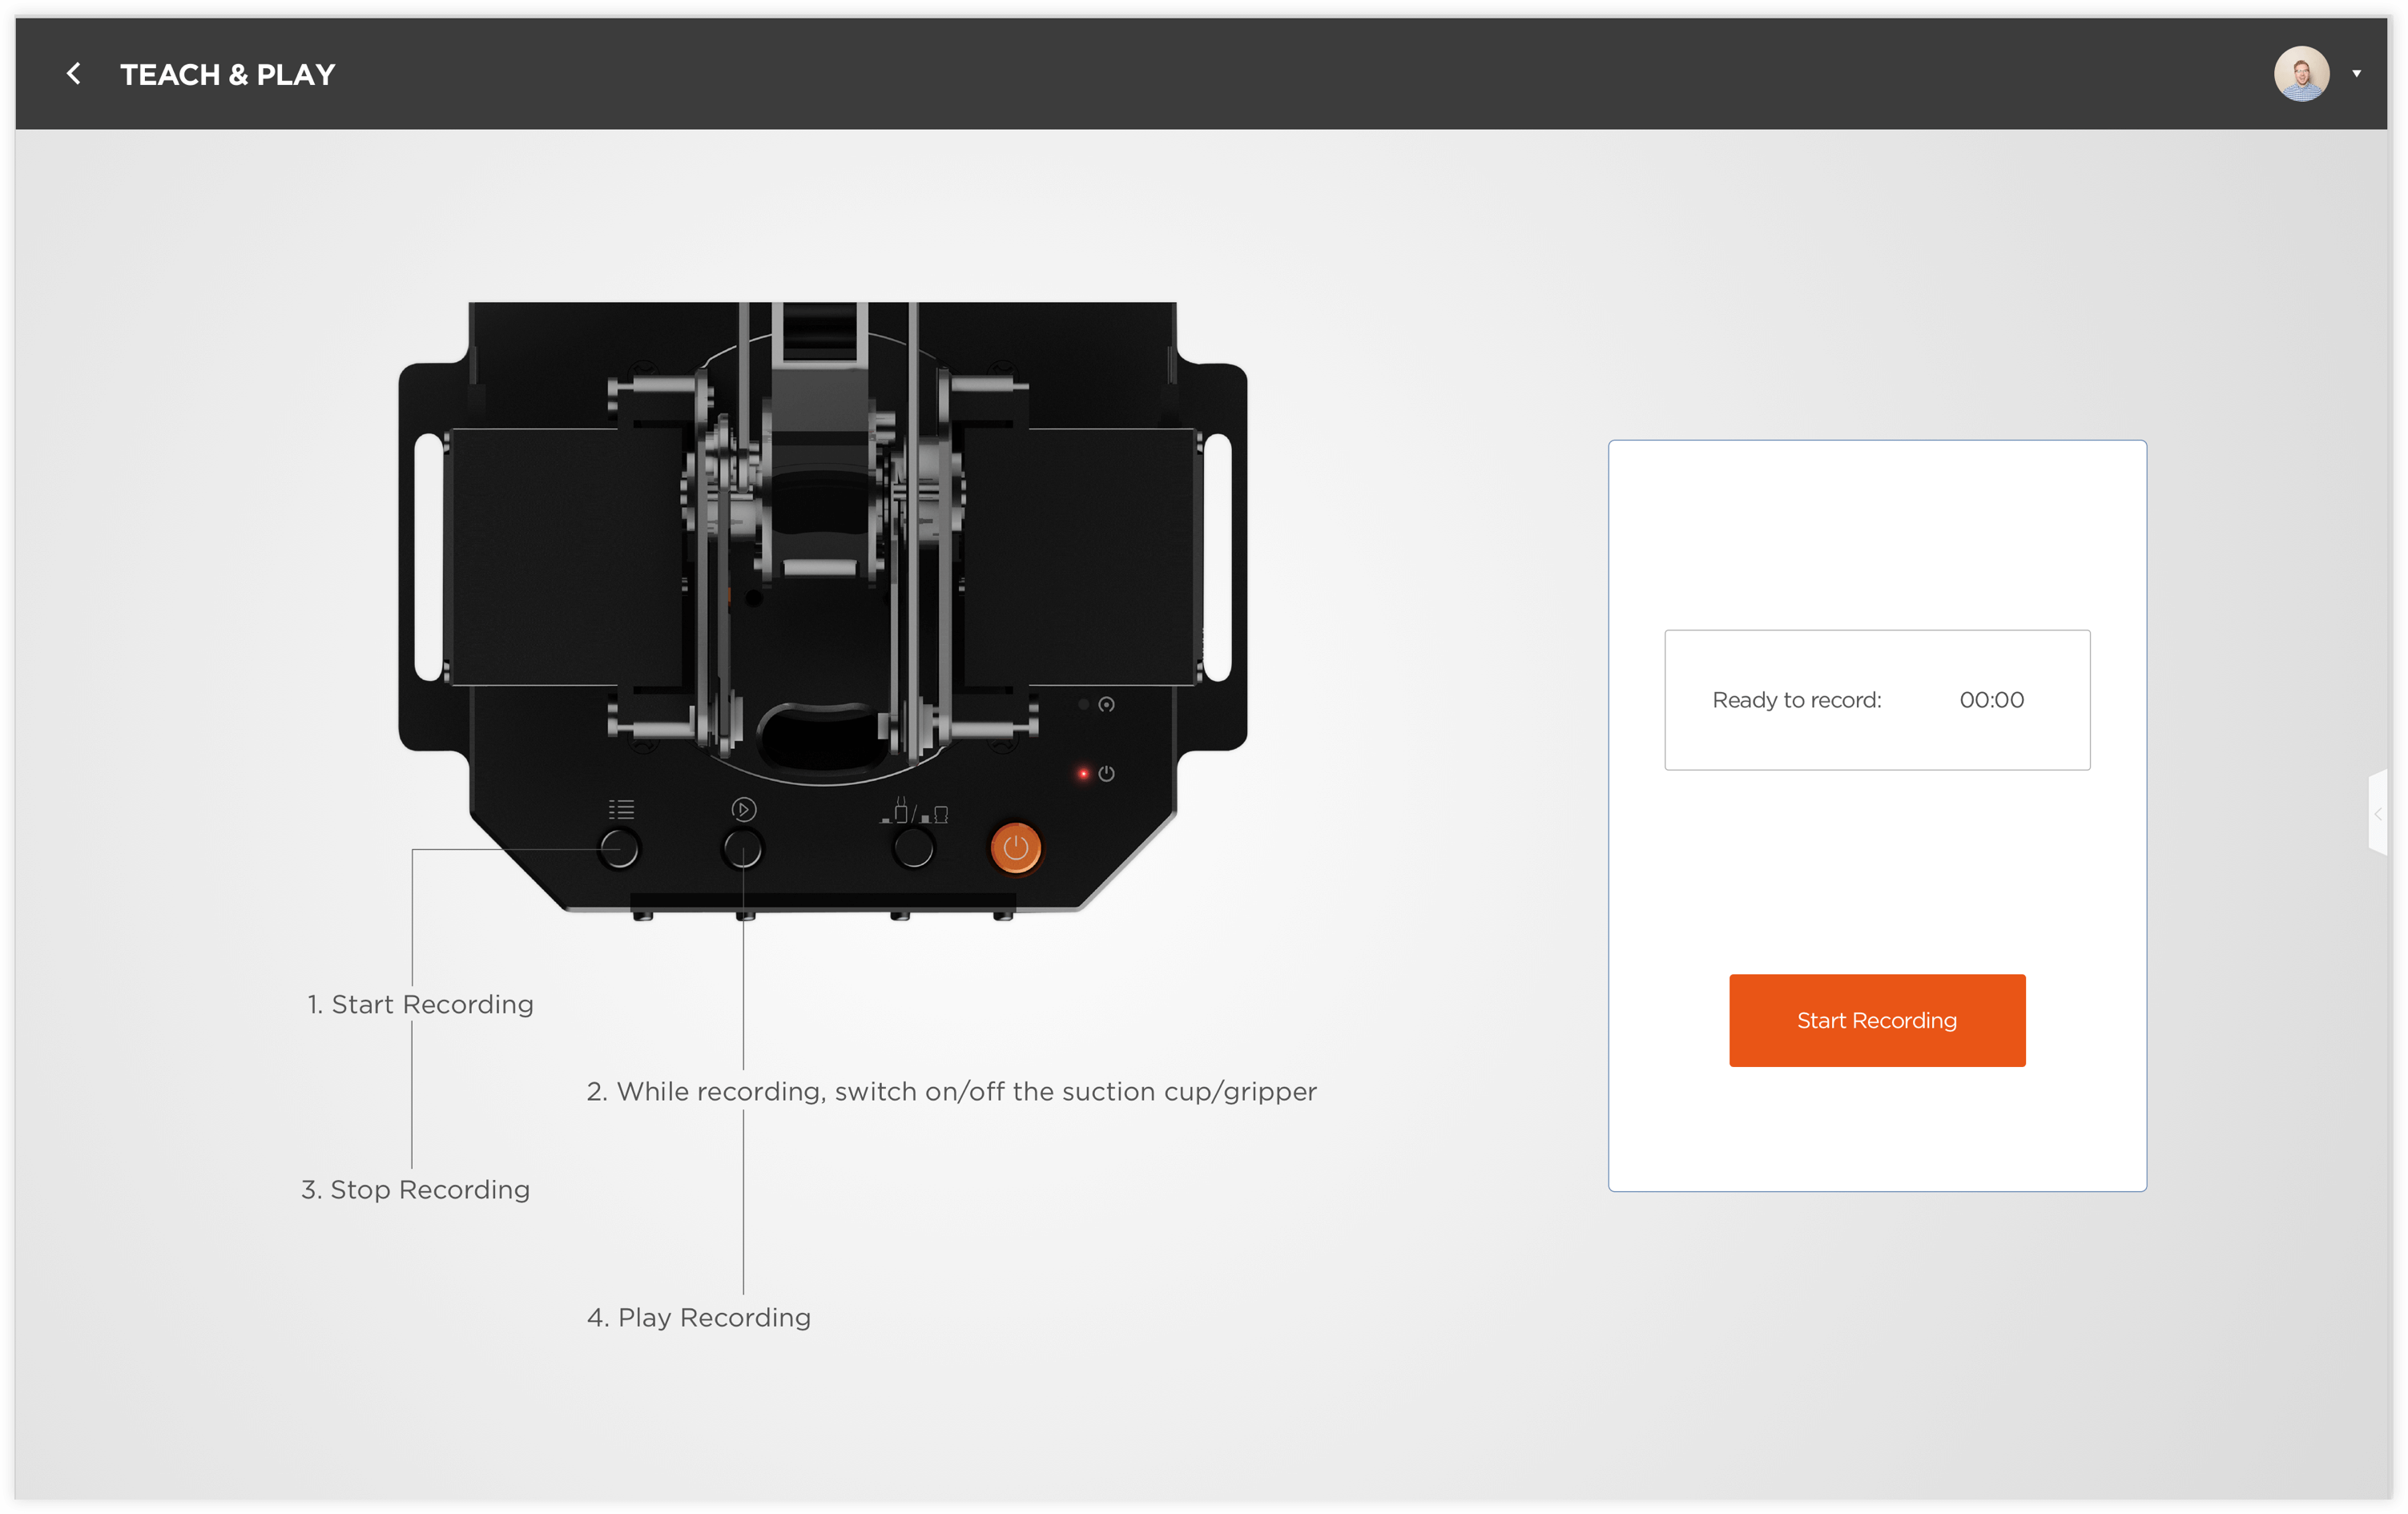 TEACH & PLAY
Ready to record: 00:00
Start Recording
1. Start Recording
2. While recording, switch on/off the suction cup/gripper
3. Stop Recording
4. Play Recording